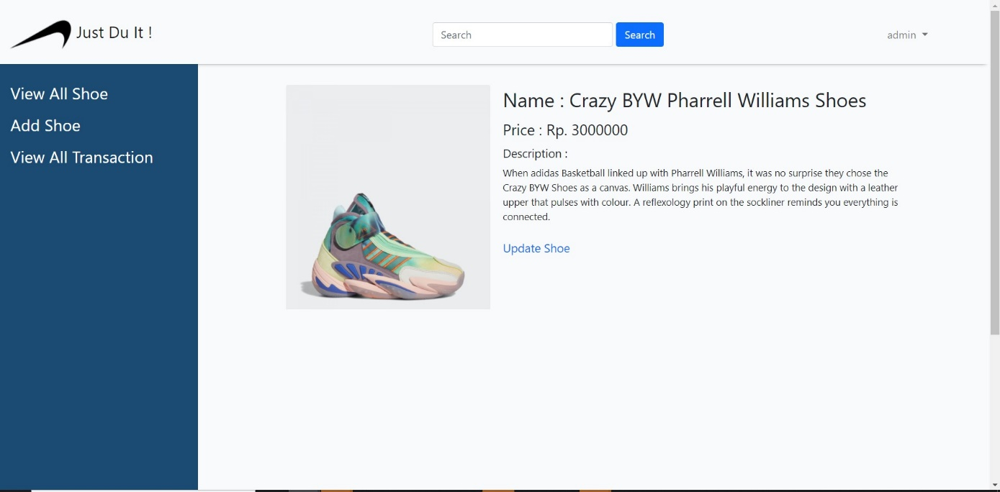 Just Du It !
Search
Search
admin
View All Shoe
Add Shoe
View All Transaction
Name : Crazy BYW Pharrell Williams Shoes
Price : Rp. 3000000
Description :
When adidas Basketball linked up with Pharrell Williams, it was no surprise they chose the
Crazy BYW Shoes as a canvas. Williams brings his playful energy to the design with a leather
upper that pulses with colour. A reflexology print on the sockliner reminds you everything is
connected.
Update Shoe